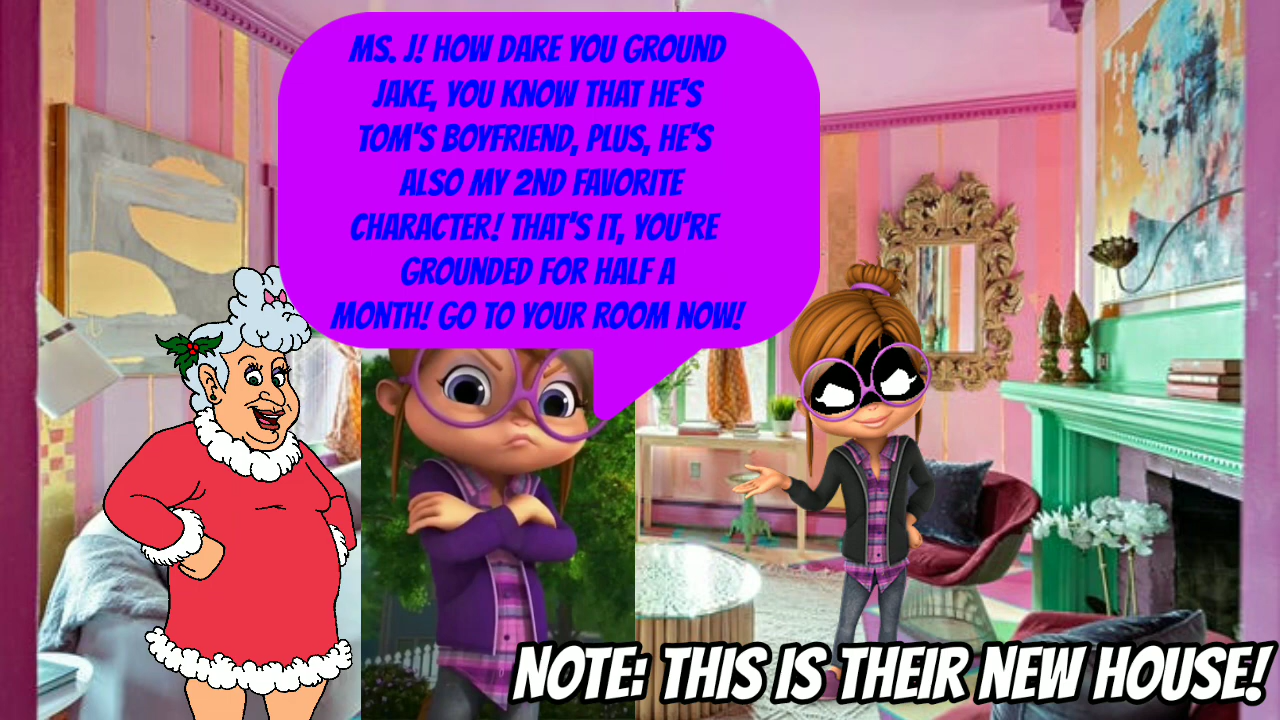 MS. J! HOW DARE YOU GROUND
JAKE, YOU KNOW THAT HE'S
TOM'S BOYFRIEND, PLUS, HE'S
ALSO MY 2ND FAVORITE
CHARACTER! THAT'S IT, YOU'RE
GROUNDED FOR HALF A
MONTH! GO TO YOUR ROOM NOW!
NOTE: THIS IS THEIR NEW HOUSE!